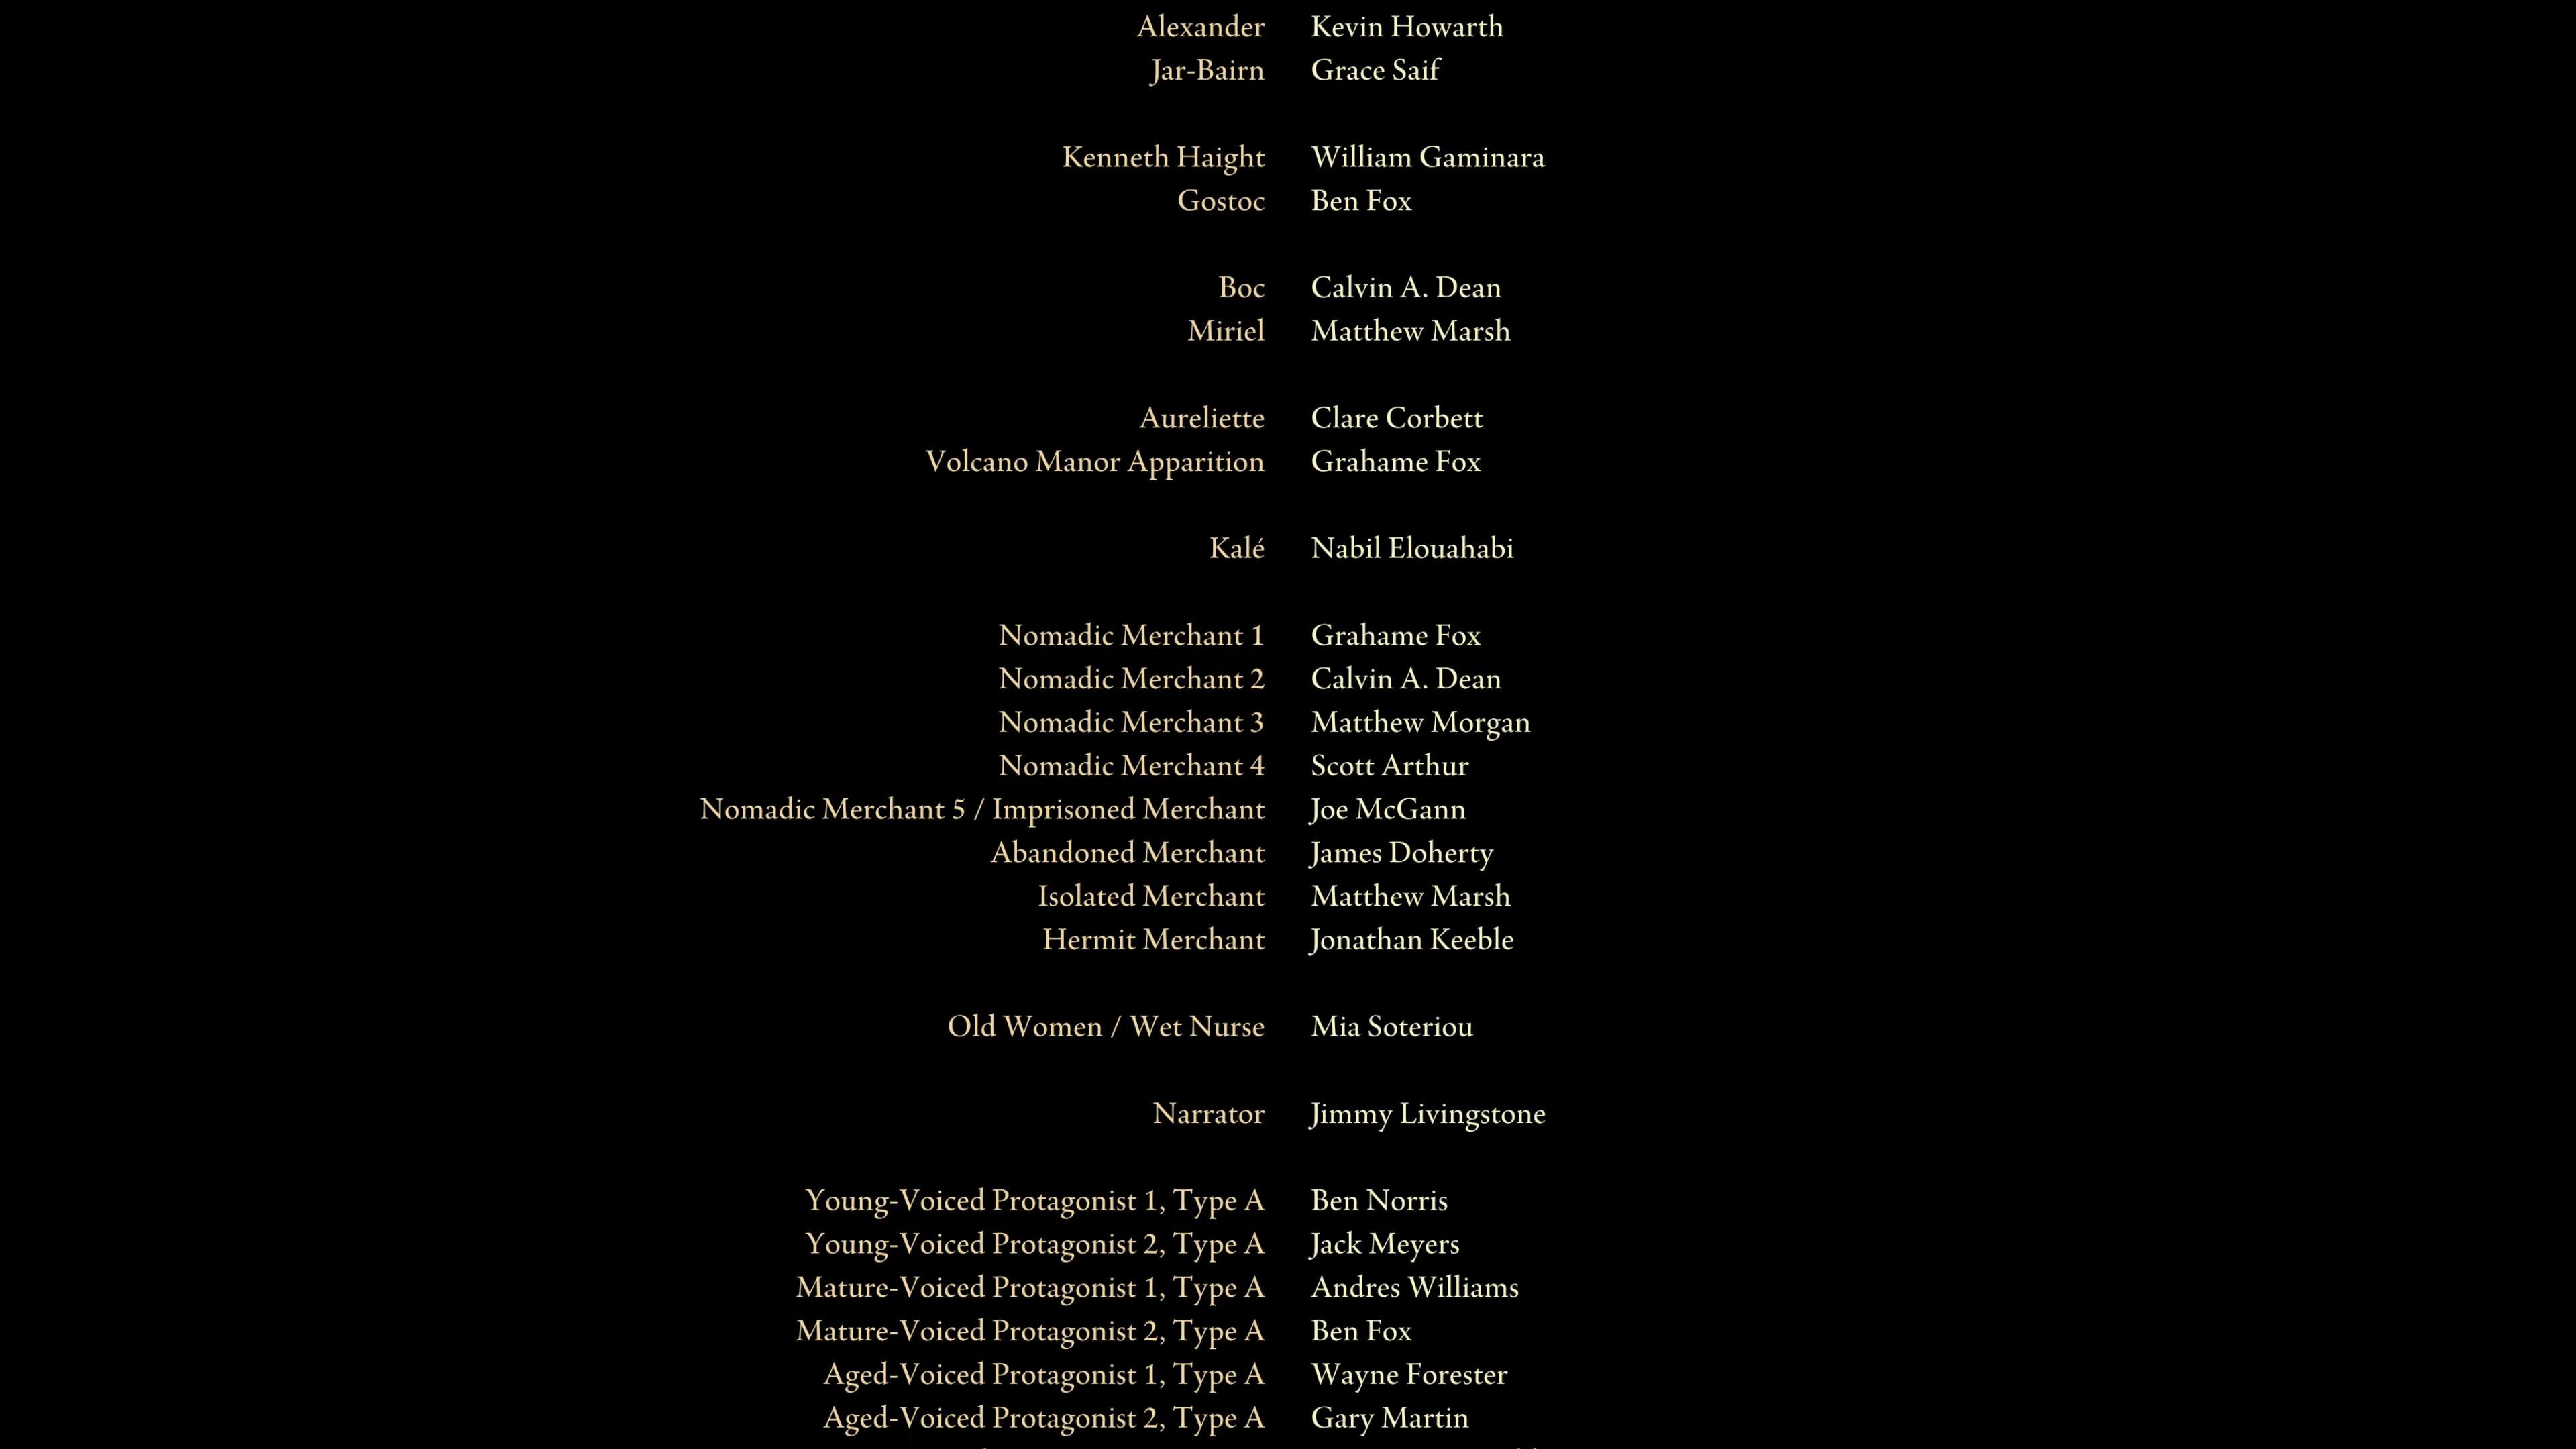 Alexander Kevin Howarth
Jar-Bairn Grace Saif
Kenneth Haight William Gaminara
Gostoc Ben Fox
Boc Calvin A. Dean
Miriel Matthew Marsh
Aureliette Clare Corbett
Volcano Manor Apparition Grahame Fox
Kalé Nabil Elouahabi
Nomadic Merchant 1 Grahame Fox
Nomadic Merchant 2 Calvin A. Dean
Nomadic Merchant 3 Matthew Morgan
Nomadic Merchant 4 Scott Arthur
Nomadic Merchant 5 / Imprisoned Merchant Joe McGann
Abandoned Merchant James Doherty
Isolated Merchant Matthew Marsh
Hermit Merchant Jonathan Keeble
Old Women / Wet Nurse Mia Soteriou
Narrator Jimmy Livingstone
Young-Voiced Protagonist 1, Type A Ben Norris
Young-Voiced Protagonist 2, Type A Jack Meyers
Mature-Voiced Protagonist 1, Type A Andres Williams
Mature-Voiced Protagonist 2, Type A Ben Fox
Aged-Voiced Protagonist 1, Type A Wayne Forester
Aged-Voiced Protagonist 2, Type A Gary Martin